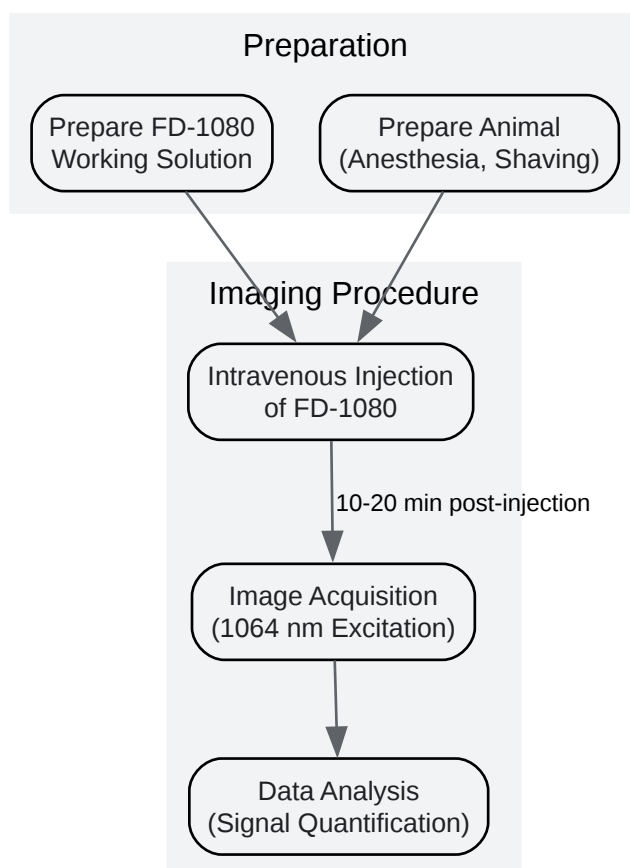 Preparation
Prepare FD-1080
Working Solution
Prepare Animal
(Anesthesia, Shaving)
Imaging Procedure
Intravenous Injection
of FD-1080
10-20 min post-injection
Image Acquisition
(1064 nm Excitation)
Data Analysis
(Signal Quantification)